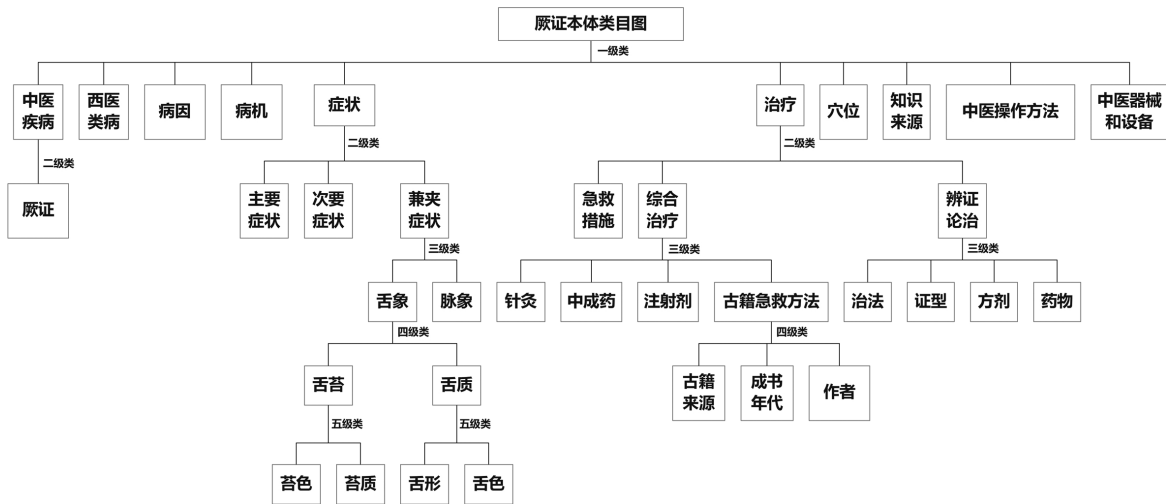 厥证本体类目图
一级类
中医
疾病
西医
类病
病因
病机
症状
治疗
穴位
知识
来源
中医操作方法
中医器械
和设备
二级类
二级类
二级类
厥证
主要
症状
次要
症状
兼夹
症状
急救
措施
综合
治疗
辨证
论治
三级类
三级类
三级类
舌象
脉象
针灸
中成药
注射剂
古籍急救方法
治法
证型
方剂
药物
四级类
四级类
舌苔
舌质
古籍
来源
成书
年代
作者
五级类
五级类
苔色
苔质
舌形
舌色